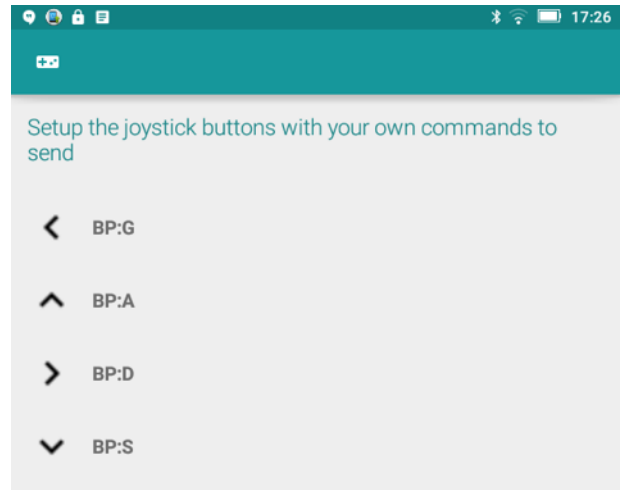 17:26
Setup the joystick buttons with your own commands to
send
BP:G
BP:A
BP:D
BP:S